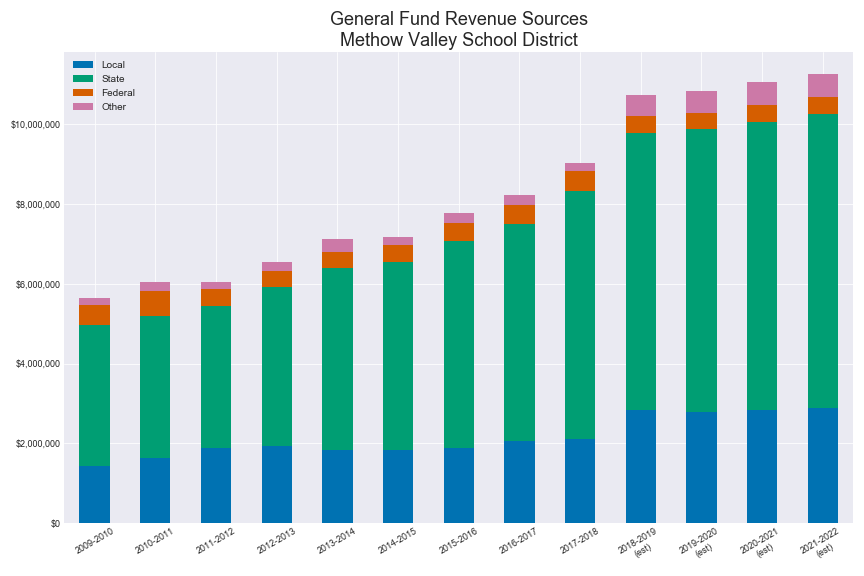 General Fund Revenue Sources
Methow Valley School District
Local
State
Federal
Other
$10,000,000
$8,000,000
$6,000,000
$4,000,000
$2,000,000
$0
2009-2010
2010-2011
2011-2012
2012-2013
2013-2014
2014-2015
2015-2016
2016-2017
2017-2018
2018-2019
(est)
2019-2020
(est)
2020-2021
(est)
2021-2022
(est)